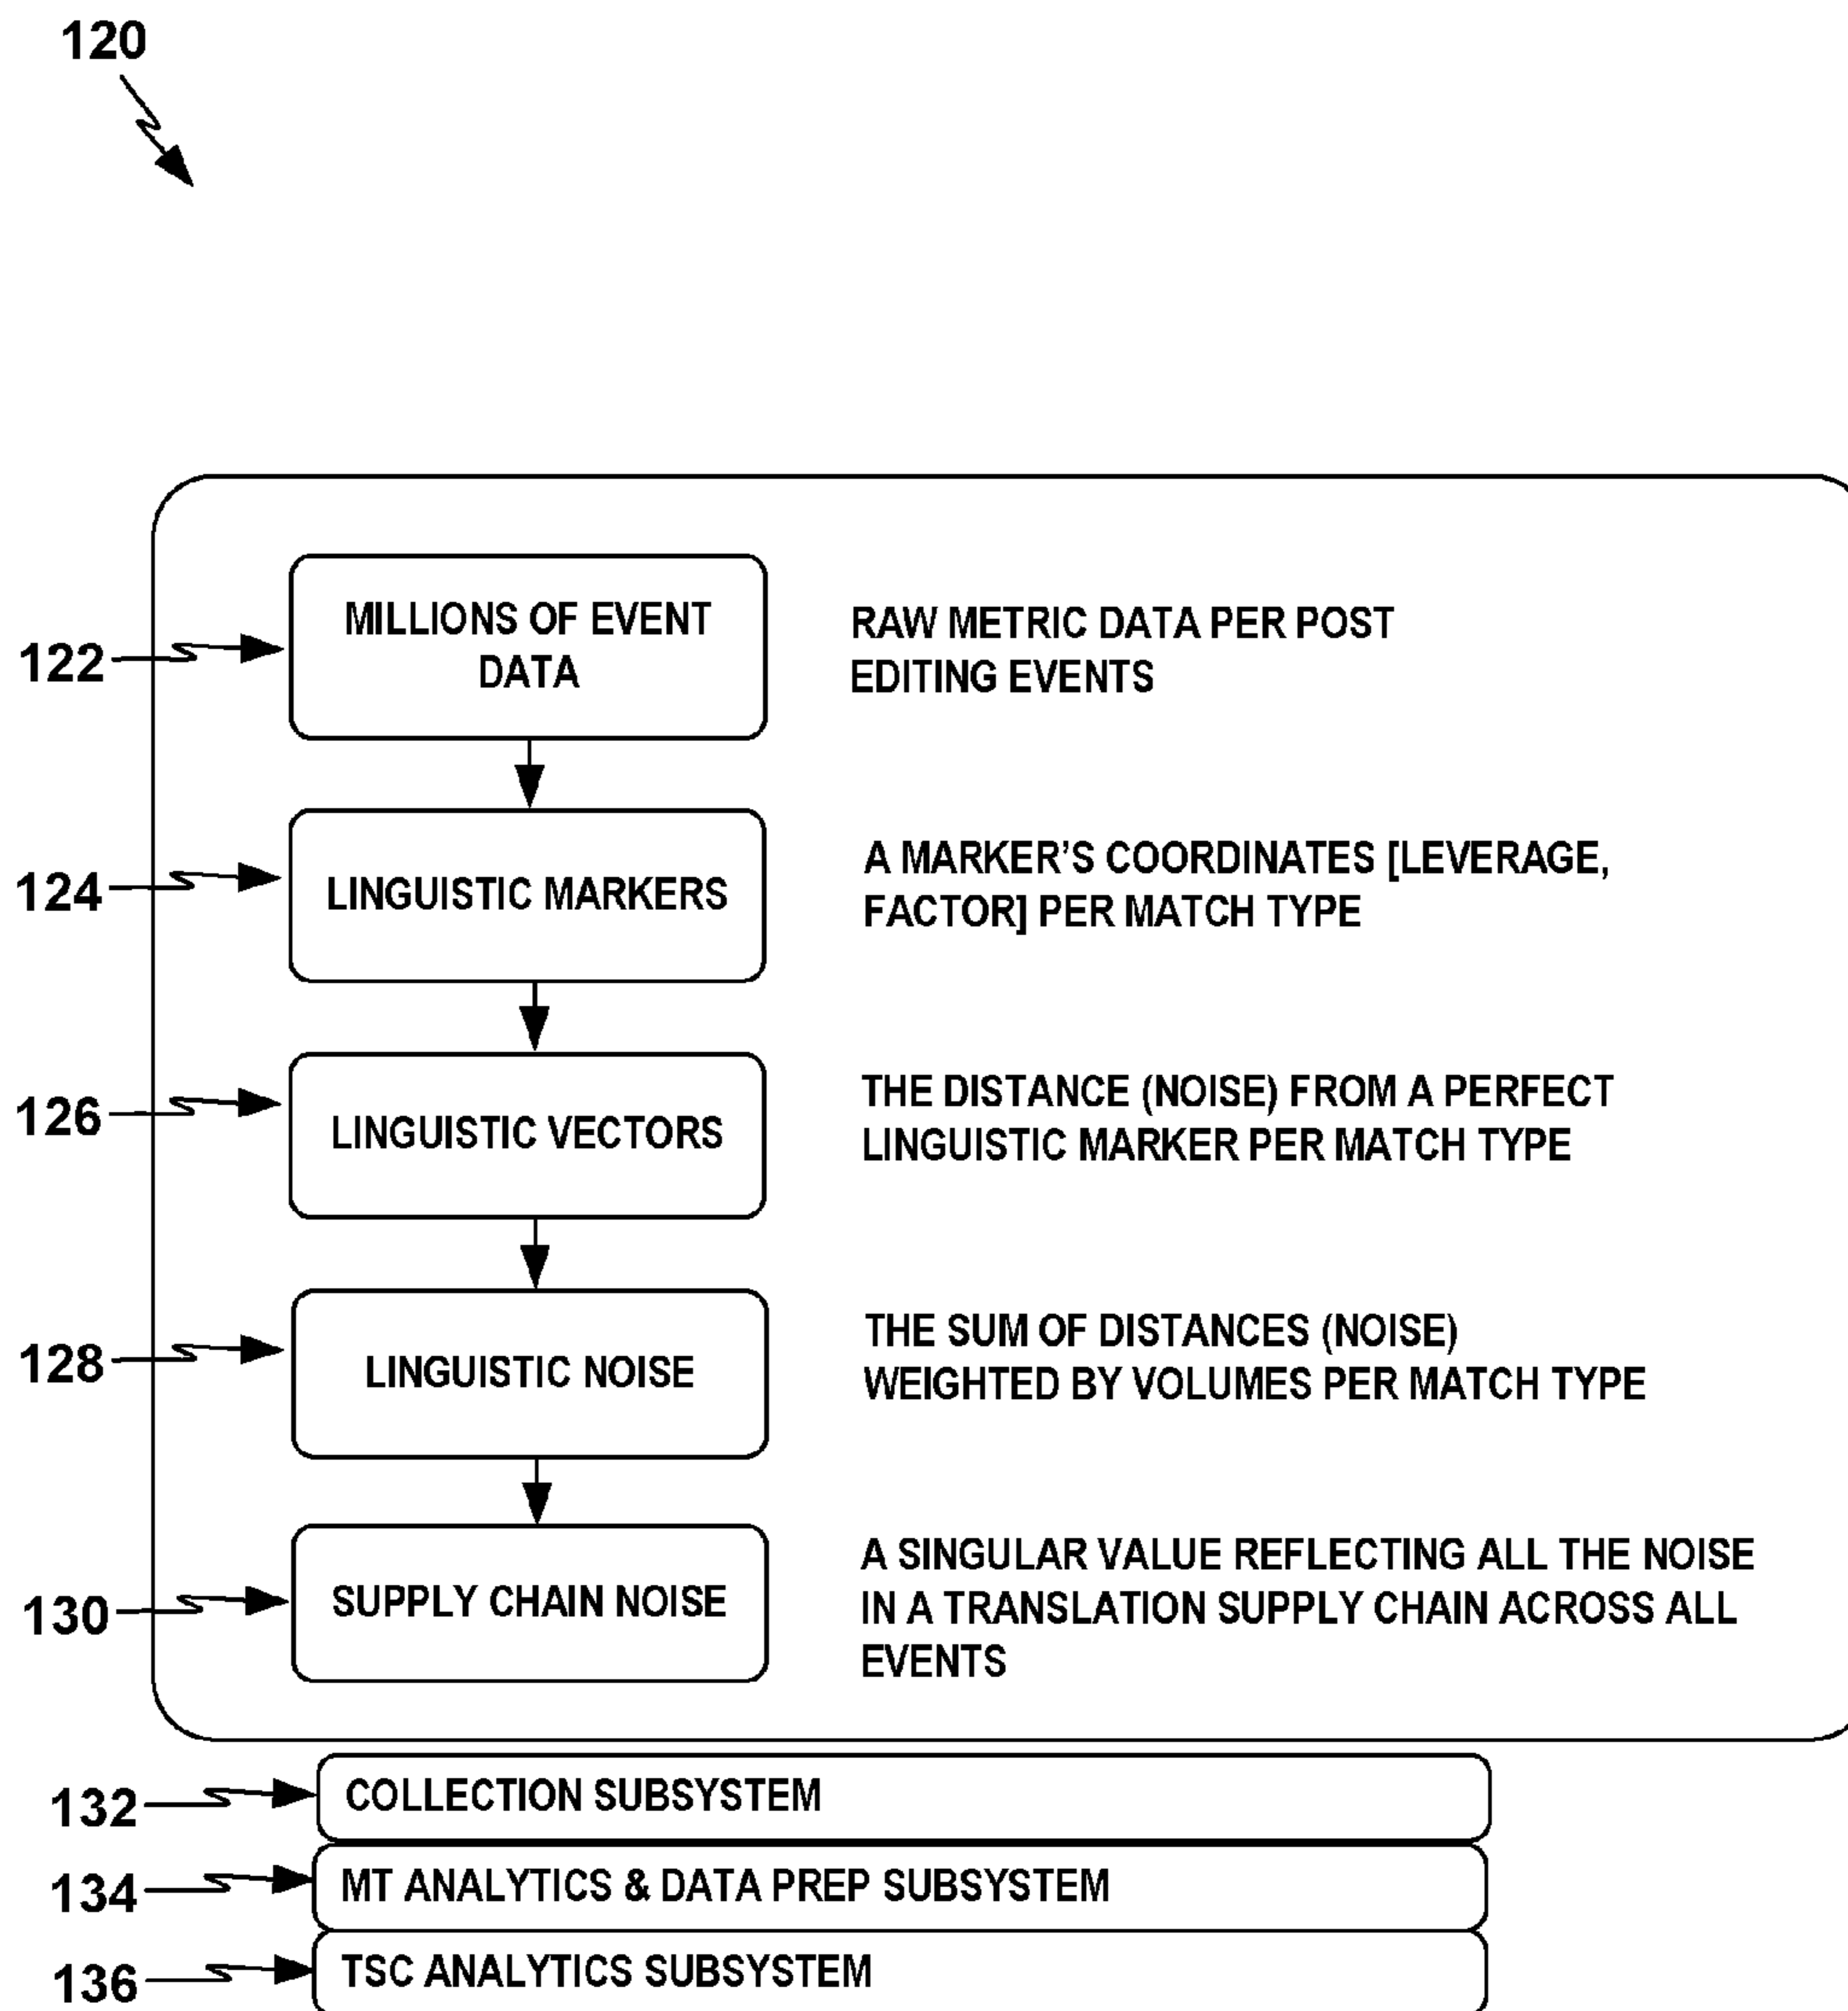 120
122
MILLIONS OF EVENT
DATA
RAW METRIC DATA PER POST
EDITING EVENTS
124
LINGUISTIC MARKERS
A MARKER’S COORDINATES [LEVERAGE,
FACTOR] PER MATCH TYPE
126
LINGUISTIC VECTORS
THE DISTANCE (NOISE) FROM A PERFECT
LINGUISTIC MARKER PER MATCH TYPE
128
LINGUISTIC NOISE
THE SUM OF DISTANCES (NOISE)
WEIGHTED BY VOLUMES PER MATCH TYPE
130
SUPPLY CHAIN NOISE
A SINGULAR VALUE REFLECTING ALL THE NOISE
IN A TRANSLATION SUPPLY CHAIN ACROSS ALL
EVENTS
132
COLLECTION SUBSYSTEM
134
MT ANALYTICS & DATA PREP SUBSYSTEM
136
TSC ANALYTICS SUBSYSTEM